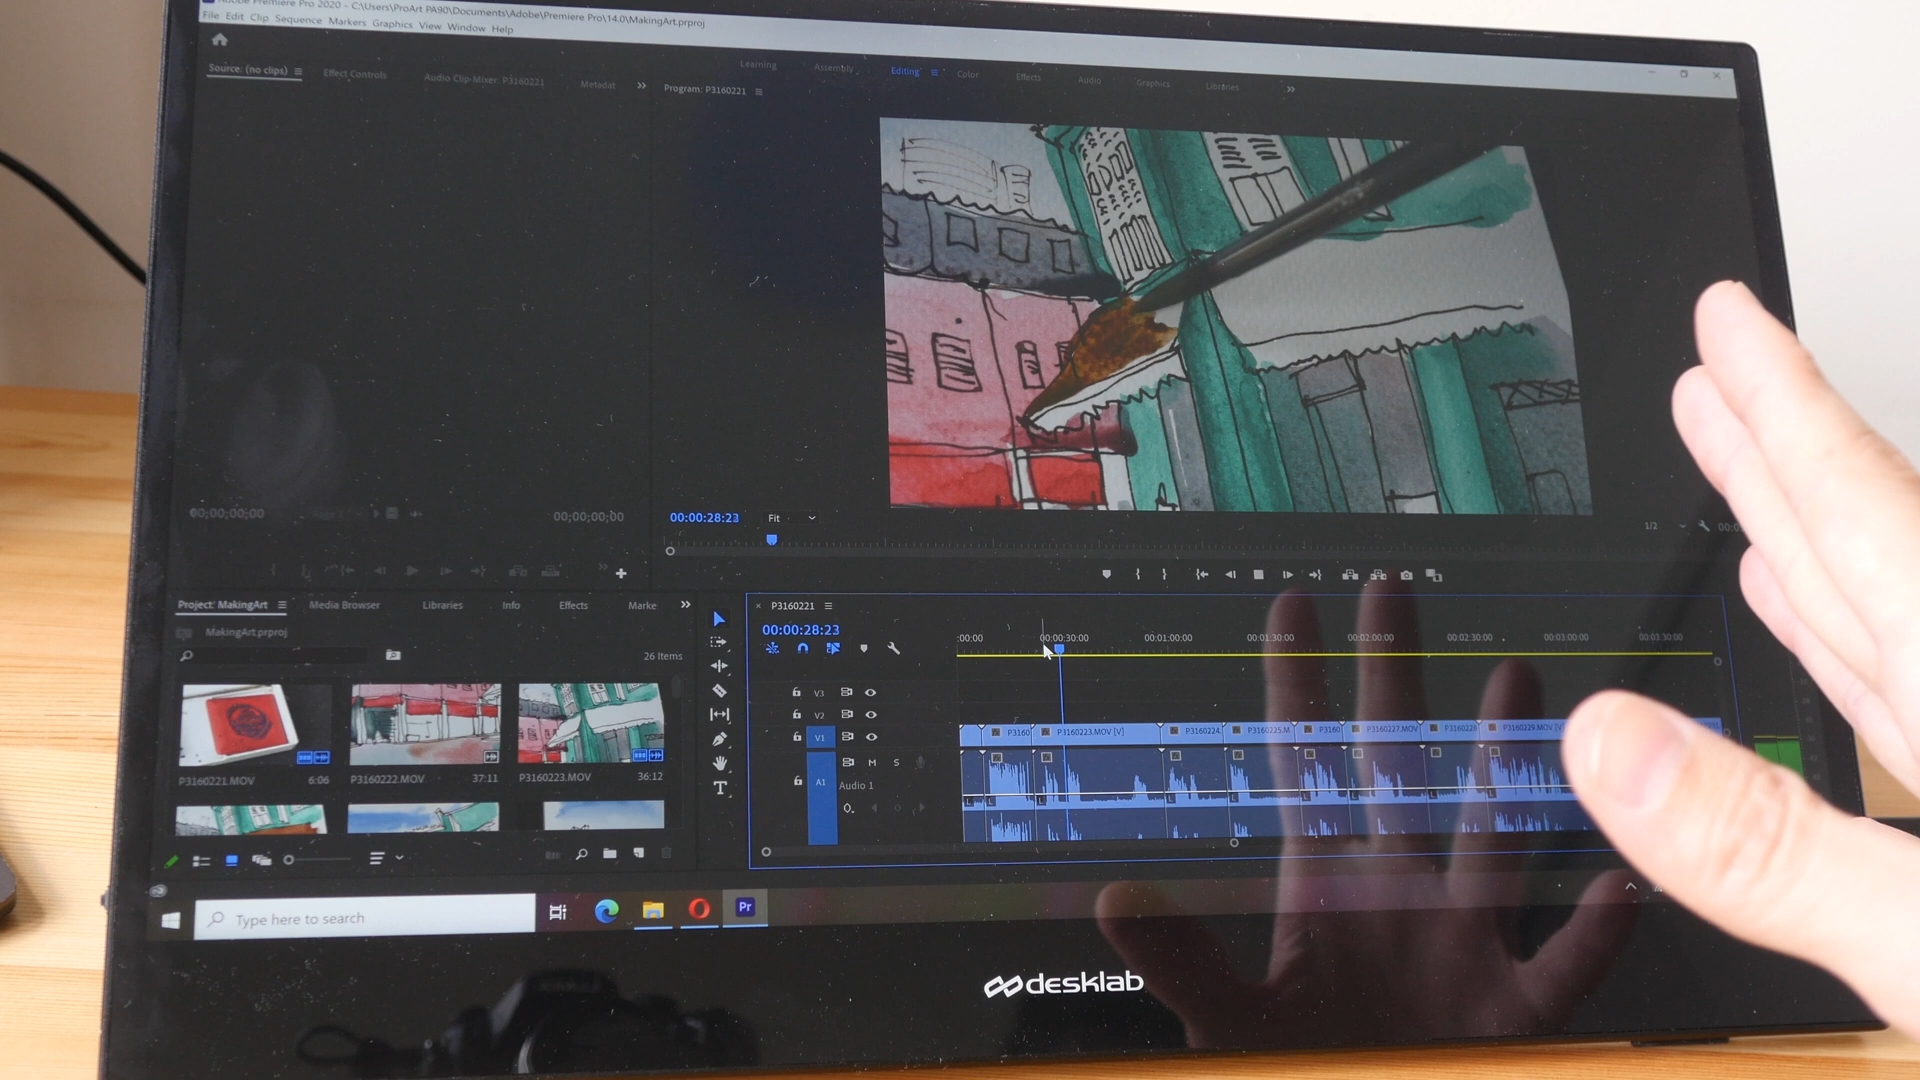 Adobe Premiere Pro 2020 - C:\Users\ProArt PA90\Documents\Adobe\Premiere Pro\14.0\MakingArt.prproj
File Edit Clip Sequence Markers Graphics View Window Help
Learning Assembly Editing Color Effects Audio Graphics Libraries
Source: (no clips) Effect Controls Audio Clip Mixer: P3160221 Metadat
Program: P3160221
00;00;00;00 00;00;00;00
00:00:28:23 Fit 1/2
Project: MakingArt Media Browser Libraries Info Effects Marke
MakingArt.prproj
26 Items
P3160221.MOV 6:06 P3160222.MOV 37:11 P3160223.MOV 36:12
P3160221
00:00:28:23
:00:00 00:00:30:00 00:01:00:00 00:01:30:00 00:02:00:00 00:02:30:00 00:03:00:00 00:03:30:00
V3
V2
V1 P3160 P3160223.MOV [V] P3160224. P3160225.M P3160 P3160227.MOV P3160228 P3160229.MOV [V]
M S
A1 Audio 1
Type here to search Pr
desklab